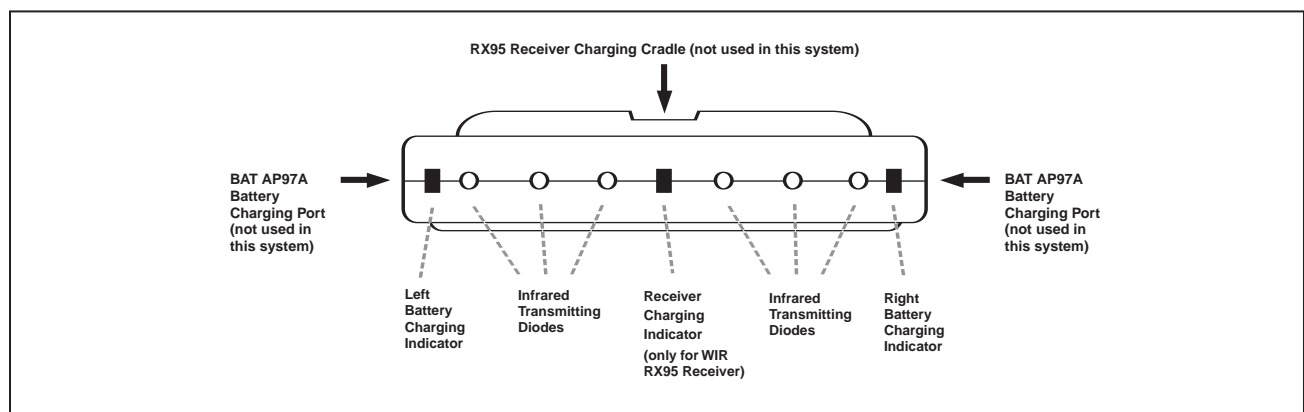 RX95 Receiver Charging Cradle (not used in this system)
BAT AP97A
Battery
Charging Port
(not used in
this system)
BAT AP97A
Battery
Charging Port
(not used in
this system)
Left
Battery
Charging
Indicator
Infrared
Transmitting
Diodes
Receiver
Charging
Indicator
(only for WIR
RX95 Receiver)
Infrared
Transmitting
Diodes
Right
Battery
Charging
Indicator